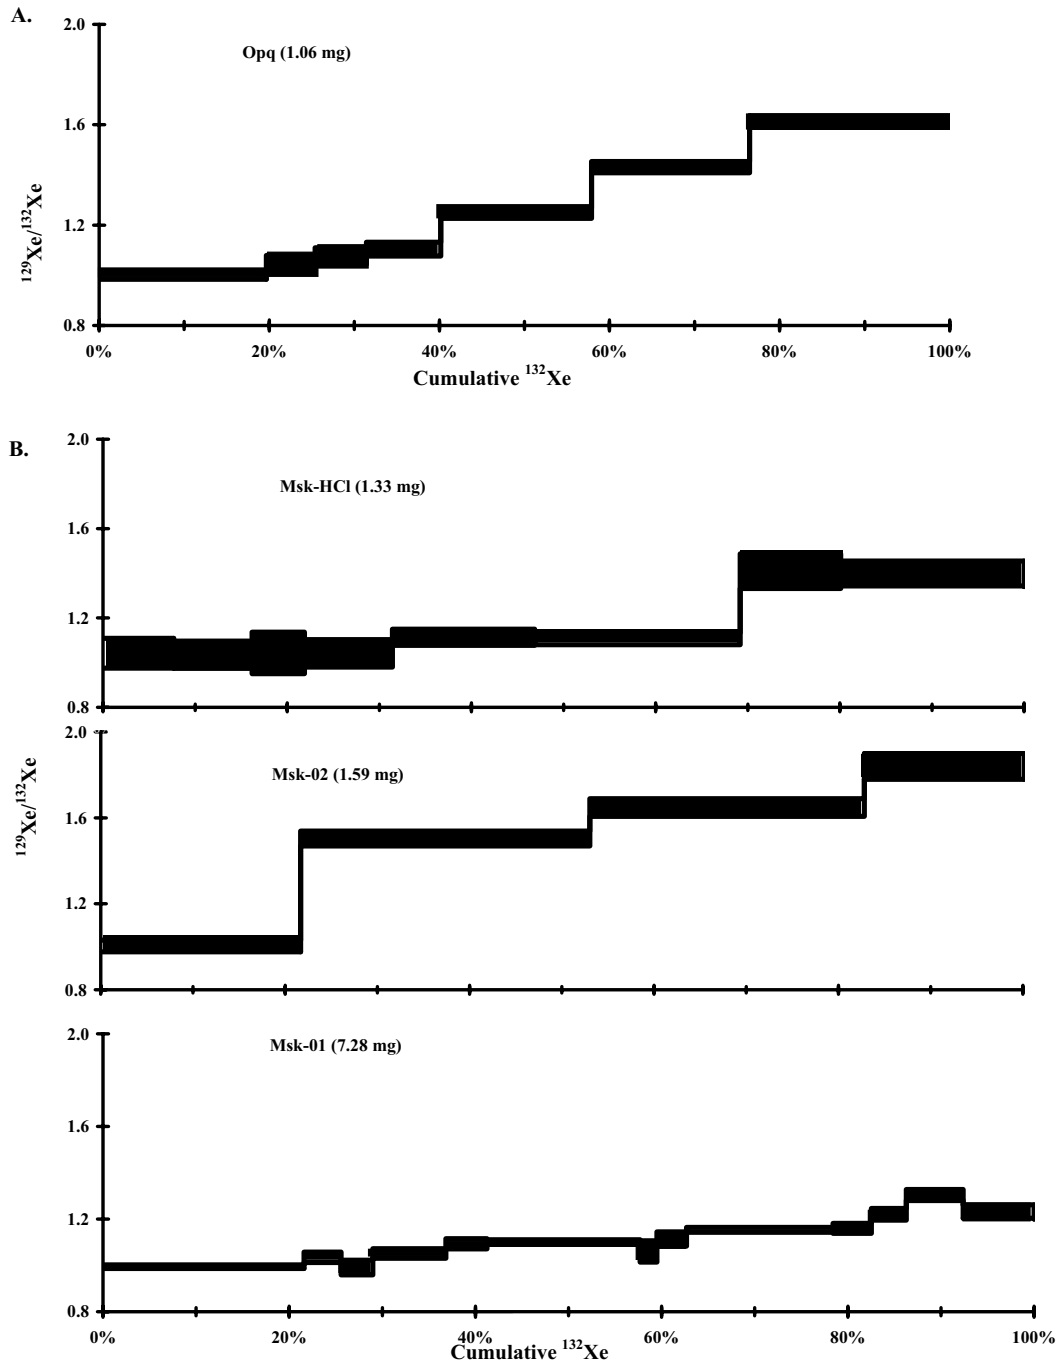 A.
2.0
Opq (1.06 mg)
1.6
1.2
0.8
129Xe/132Xe
0% 20% 40% 60% 80% 100%
Cumulative 132Xe
B.
2.0
Msk-HCl (1.33 mg)
1.6
1.2
0.8
2.0
Msk-02 (1.59 mg)
129Xe/132Xe
1.6
1.2
0.8
2.0
Msk-01 (7.28 mg)
1.6
1.2
0.8
0% 20% 40% 60% 80% 100%
Cumulative 132Xe